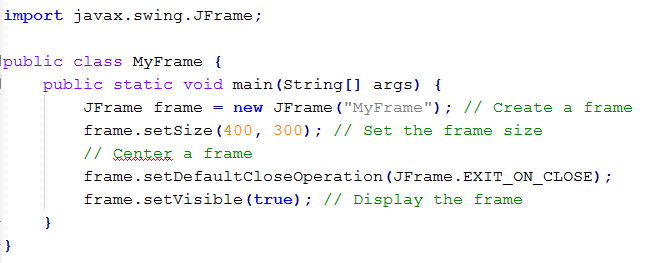 import javax.swing.JFrame;

public class MyFrame {
    public static void main(String[] args) {
        JFrame frame = new JFrame("MyFrame"); // Create a frame
        frame.setSize(400, 300); // Set the frame size
        // Center a frame
        frame.setDefaultCloseOperation(JFrame.EXIT_ON_CLOSE);
        frame.setVisible(true); // Display the frame
    }
}